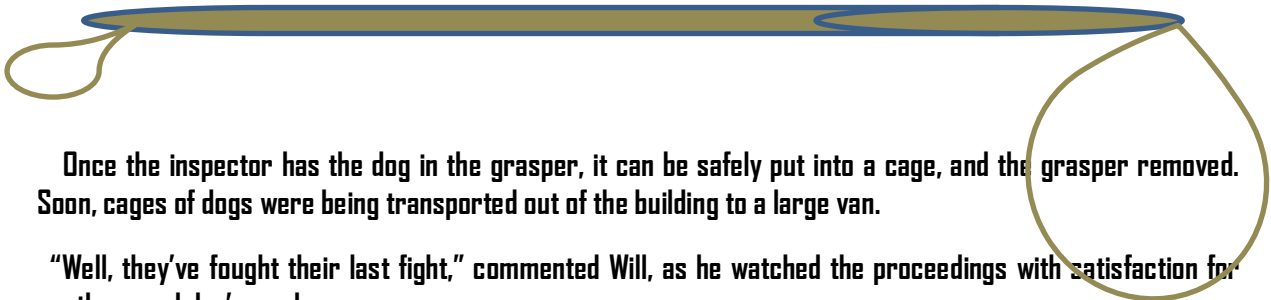 Once the inspector has the dog in the grasper, it can be safely put into a cage, and the grasper removed.
Soon, cages of dogs were being transported out of the building to a large van.
“Well, they’ve fought their last fight,” commented Will, as he watched the proceedings with satisfaction for